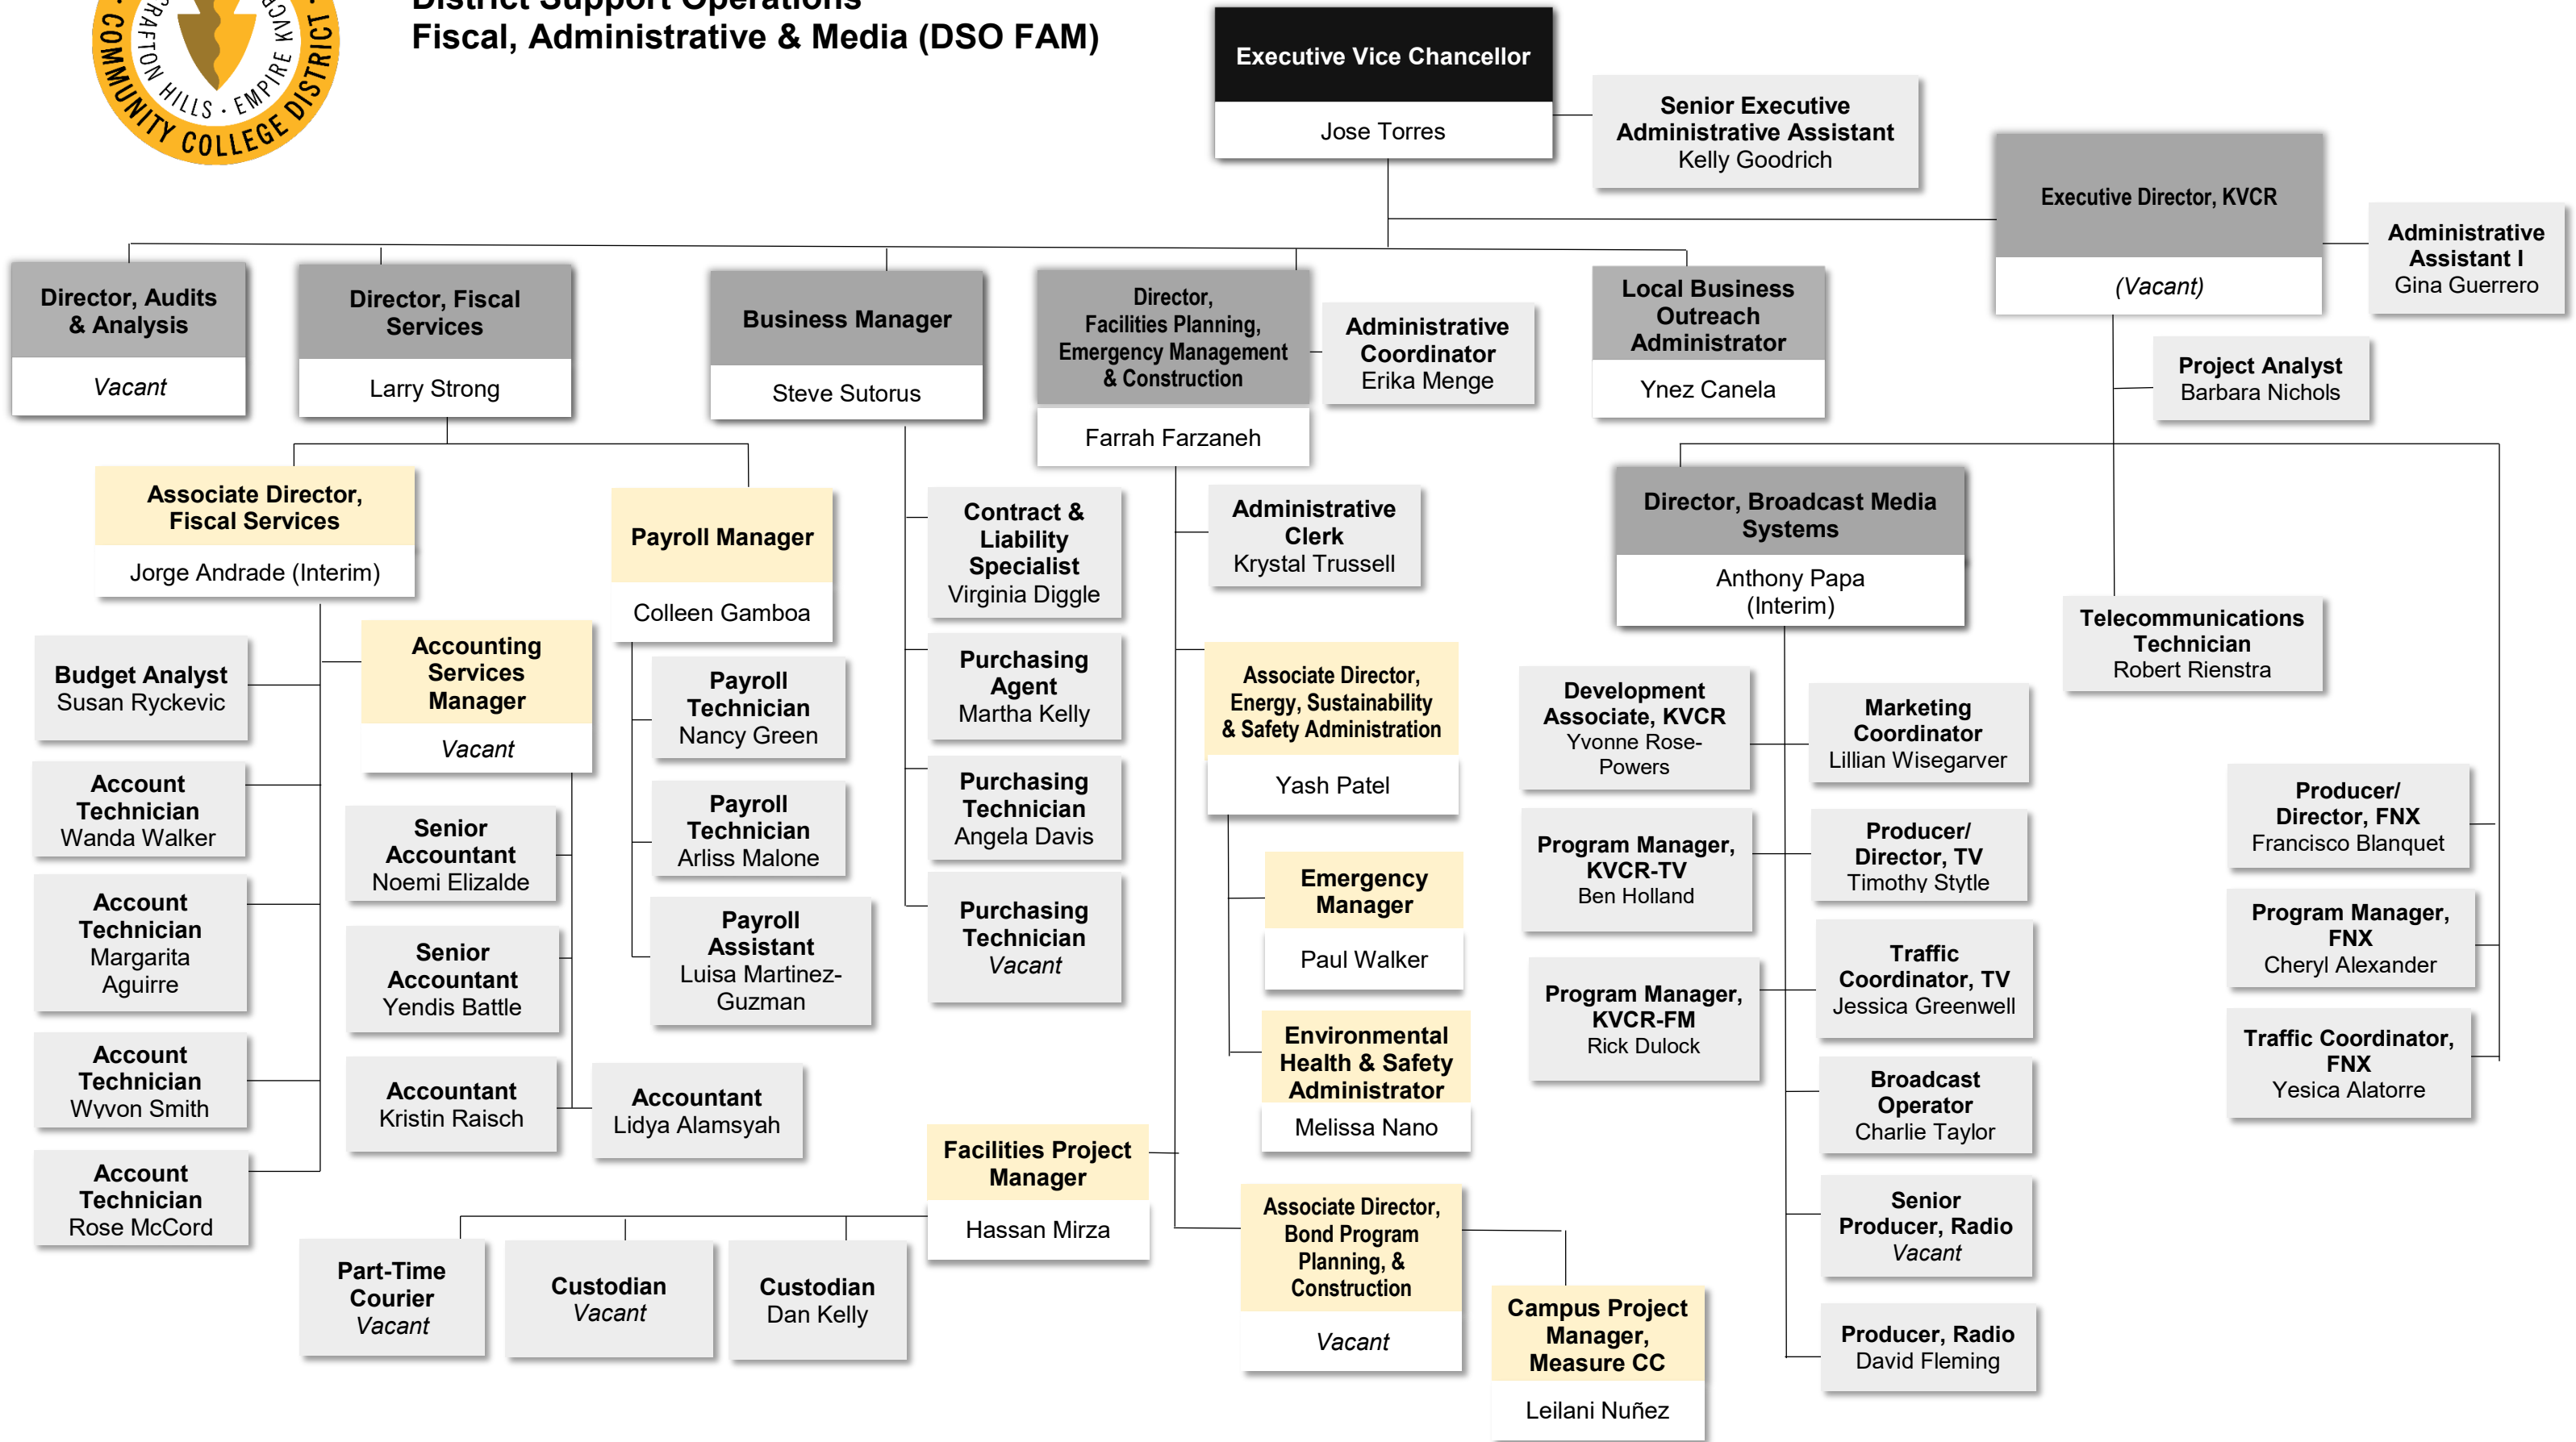 District Support Operations
Fiscal, Administrative & Media (DSO FAM)
CRAFTON HILLS · EMPIRE KVCR
· COMMUNITY COLLEGE DISTRICT ·
Executive Vice Chancellor
Jose Torres
Senior Executive
Administrative Assistant
Kelly Goodrich
Executive Director, KVCR
(Vacant)
Administrative
Assistant I
Gina Guerrero
Director, Audits
& Analysis
Vacant
Director, Fiscal
Services
Larry Strong
Business Manager
Steve Sutorus
Director,
Facilities Planning,
Emergency Management
& Construction
Farrah Farzaneh
Administrative
Coordinator
Erika Menge
Local Business
Outreach
Administrator
Ynez Canela
Project Analyst
Barbara Nichols
Associate Director,
Fiscal Services
Jorge Andrade (Interim)
Payroll Manager
Colleen Gamboa
Contract &
Liability
Specialist
Virginia Diggle
Administrative
Clerk
Krystal Trussell
Director, Broadcast Media
Systems
Anthony Papa
(Interim)
Telecommunications
Technician
Robert Rienstra
Budget Analyst
Susan Ryckevic
Accounting
Services
Manager
Vacant
Payroll
Technician
Nancy Green
Purchasing
Agent
Martha Kelly
Associate Director,
Energy, Sustainability
& Safety Administration
Yash Patel
Development
Associate, KVCR
Yvonne Rose-
Powers
Marketing
Coordinator
Lillian Wisegarver
Account
Technician
Wanda Walker
Senior
Accountant
Noemi Elizalde
Payroll
Technician
Arliss Malone
Purchasing
Technician
Angela Davis
Program Manager,
KVCR-TV
Ben Holland
Producer/
Director, TV
Timothy Stytle
Producer/
Director, FNX
Francisco Blanquet
Account
Technician
Margarita
Aguirre
Senior
Accountant
Yendis Battle
Payroll
Assistant
Luisa Martinez-
Guzman
Purchasing
Technician
Vacant
Emergency
Manager
Paul Walker
Program Manager,
KVCR-FM
Rick Dulock
Traffic
Coordinator, TV
Jessica Greenwell
Program Manager,
FNX
Cheryl Alexander
Account
Technician
Wyvon Smith
Accountant
Kristin Raisch
Accountant
Lidya Alamsyah
Environmental
Health & Safety
Administrator
Melissa Nano
Broadcast
Operator
Charlie Taylor
Traffic Coordinator,
FNX
Yesica Alatorre
Account
Technician
Rose McCord
Facilities Project
Manager
Hassan Mirza
Associate Director,
Bond Program
Planning, &
Construction
Vacant
Senior
Producer, Radio
Vacant
Part-Time
Courier
Vacant
Custodian
Vacant
Custodian
Dan Kelly
Campus Project
Manager,
Measure CC
Leilani Nuñez
Producer, Radio
David Fleming